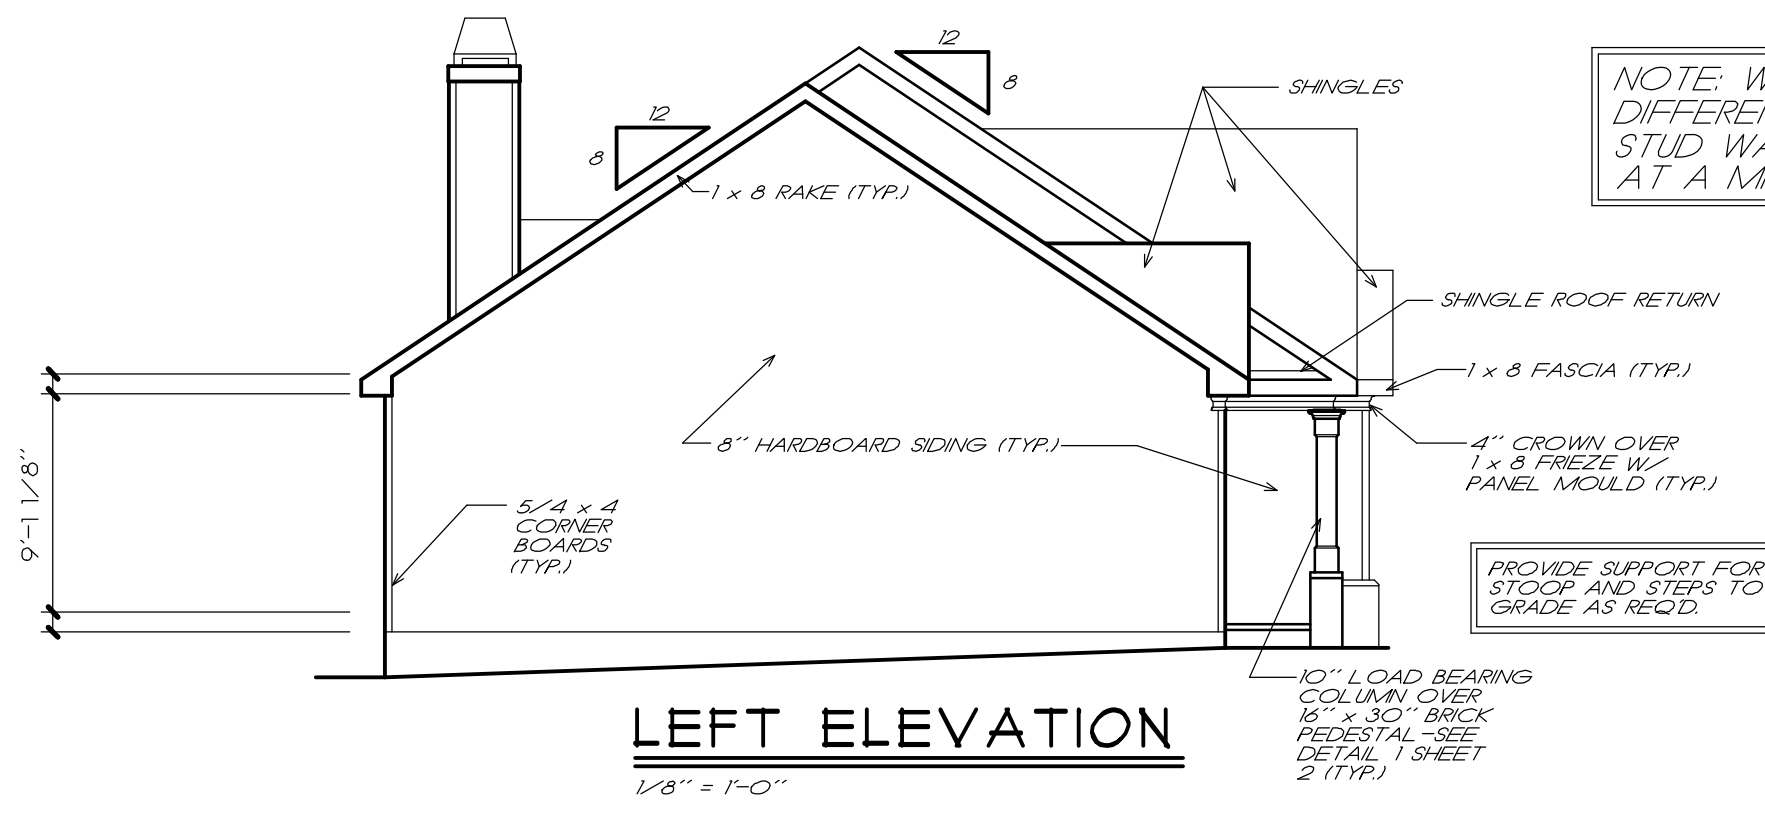 12
8
SHINGLES
12
8
1 x 8 RAKE (TYP.)
NOTE:
STUD
AT A
SHINGLE ROOF RETURN
1 x 8 FASCIA (TYP.)
8" HARDBOARD SIDING (TYP.)
4" CROWN OVER
1 x 8 FRIEZE W/
PANEL MOULD (TYP.)
9'-1 1/8"
5/4 x 4
CORNER
BOARDS
(TYP.)
PROVIDE SUPPORT FOR
STOOP AND STEPS TO
GRADE AS REQ'D.
10" LOAD BEARING
COLUMN OVER
16" x 30" BRICK
PEDESTAL-SEE
DETAIL 1 SHEET
2 (TYP.)
LEFT ELEVATION
1/8" = 1'-0"